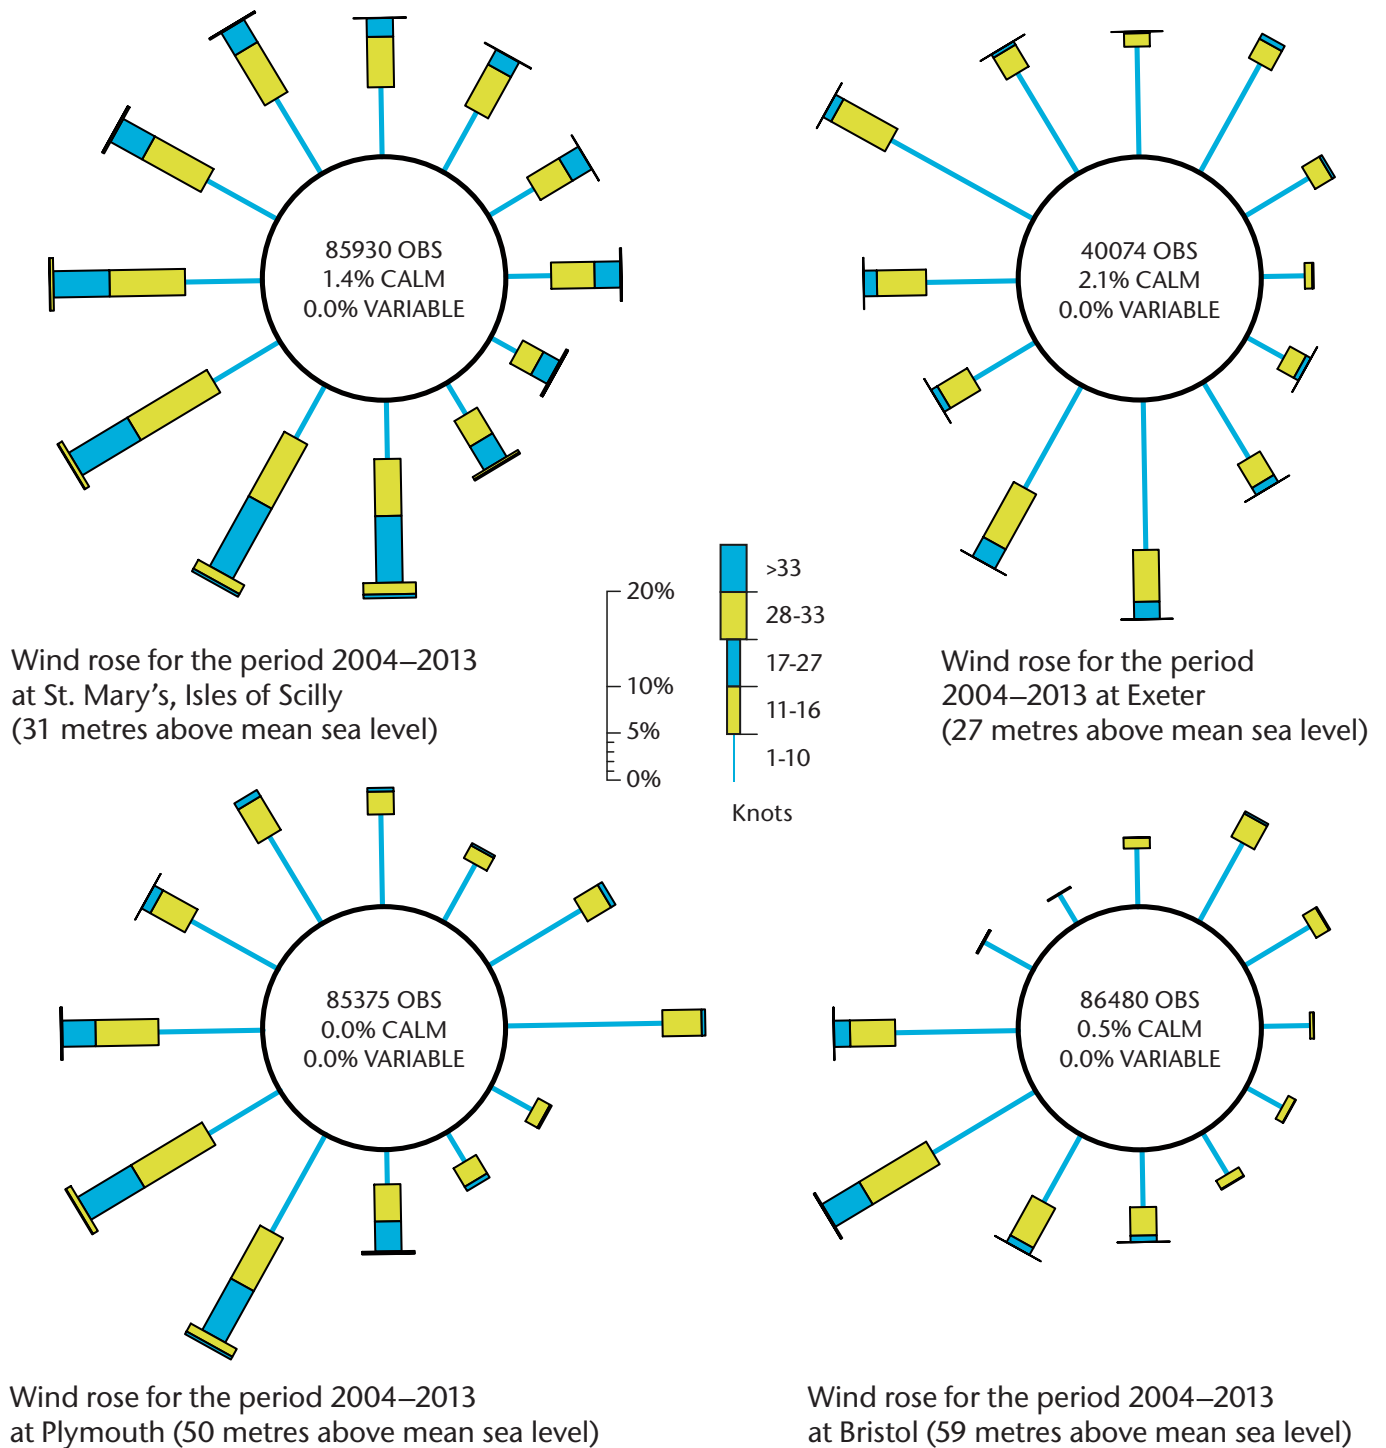 85930 OBS
1.4% CALM
0.0% VARIABLE
40074 OBS
2.1% CALM
0.0% VARIABLE
Wind rose for the period 2004–2013
at St. Mary’s, Isles of Scilly
(31 metres above mean sea level)
20%
10%
5%
0%
>33
28-33
17-27
11-16
1-10
Knots
Wind rose for the period
2004–2013 at Exeter
(27 metres above mean sea level)
85375 OBS
0.0% CALM
0.0% VARIABLE
86480 OBS
0.5% CALM
0.0% VARIABLE
Wind rose for the period 2004–2013
at Plymouth (50 metres above mean sea level)
Wind rose for the period 2004–2013
at Bristol (59 metres above mean sea level)